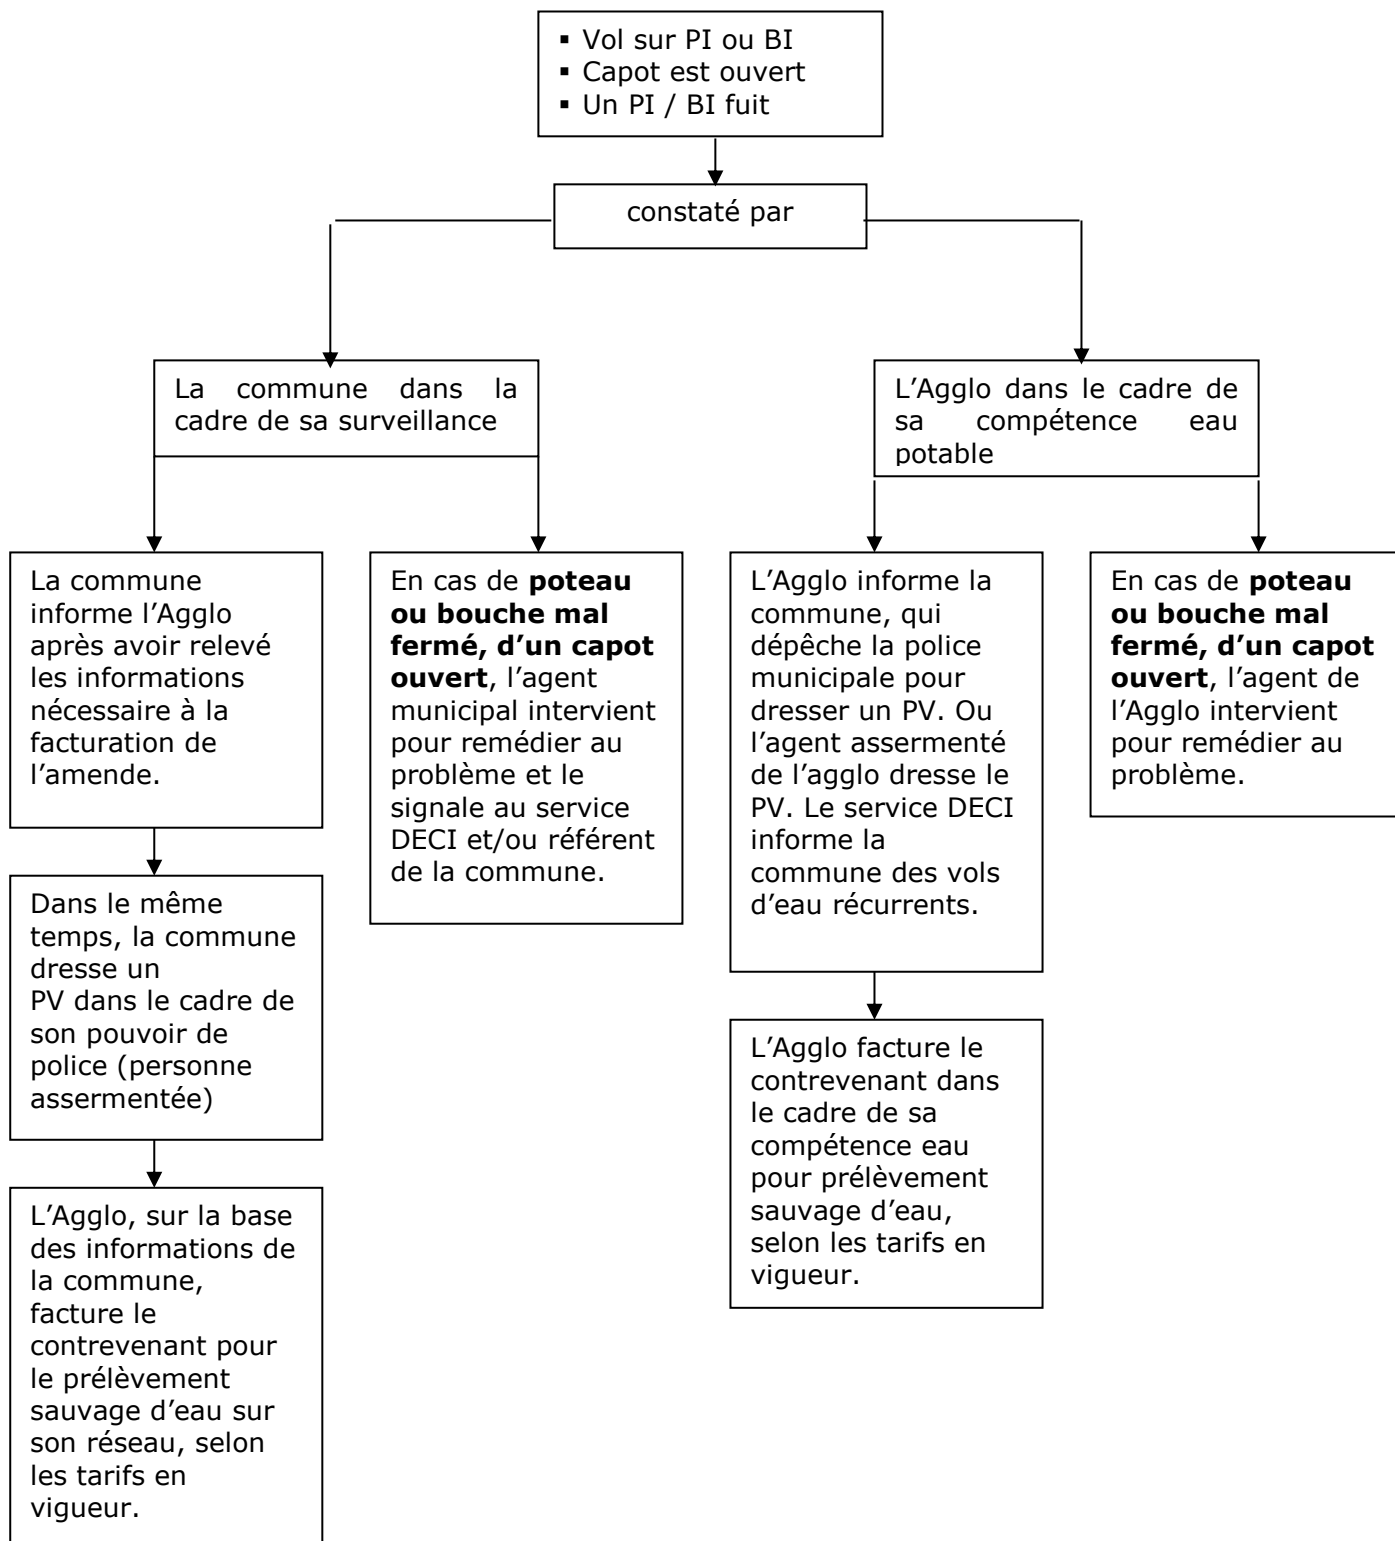 ▪ Vol sur PI ou BI
▪ Capot est ouvert
▪ Un PI / BI fuit
constaté par
La commune dans la
cadre de sa surveillance
L’Agglo dans le cadre de
sa compétence eau
potable
La commune
informe l’Agglo
après avoir relevé
les informations
nécessaire à la
facturation de
l’amende.
En cas de poteau
ou bouche mal
fermé, d’un capot
ouvert, l’agent
municipal intervient
pour remédier au
problème et le
signale au service
DECI et/ou référent
de la commune.
L’Agglo informe la
commune, qui
dépêche la police
municipale pour
dresser un PV. Ou
l’agent assermenté
de l’agglo dresse le
PV. Le service DECI
informe la
commune des vols
d’eau récurrents.
En cas de poteau
ou bouche mal
fermé, d’un capot
ouvert, l’agent de
l’Agglo intervient
pour remédier au
problème.
Dans le même
temps, la commune
dresse un
PV dans le cadre de
son pouvoir de
police (personne
assermentée)
L’Agglo facture le
contrevenant dans
le cadre de sa
compétence eau
pour prélèvement
sauvage d’eau,
selon les tarifs en
vigueur.
L’Agglo, sur la base
des informations de
la commune,
facture le
contrevenant pour
le prélèvement
sauvage d’eau sur
son réseau, selon
les tarifs en
vigueur.